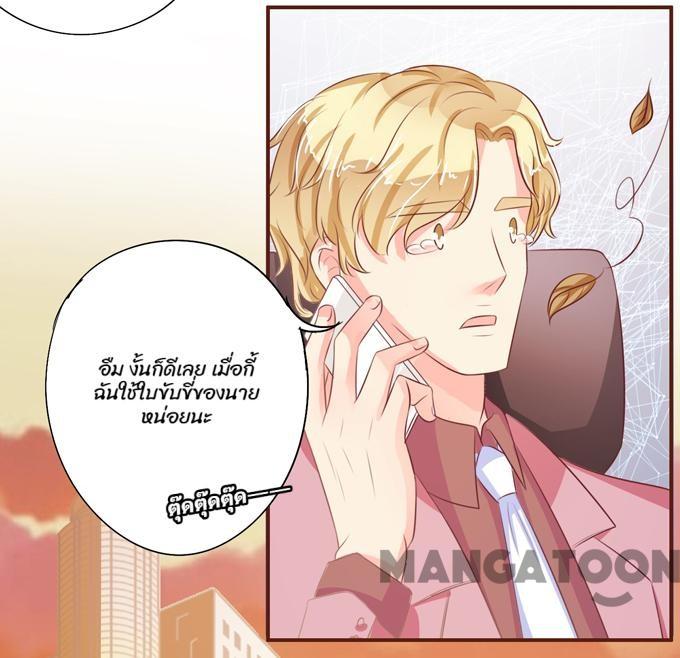 อืม งั้นก็ดีเลย เมื่อกี้
ฉันใช้ใบขับขี่ของนาย
หน่อยนะ
ตุ๊ดตุ๊ดตุ๊ด——
MANGATOON